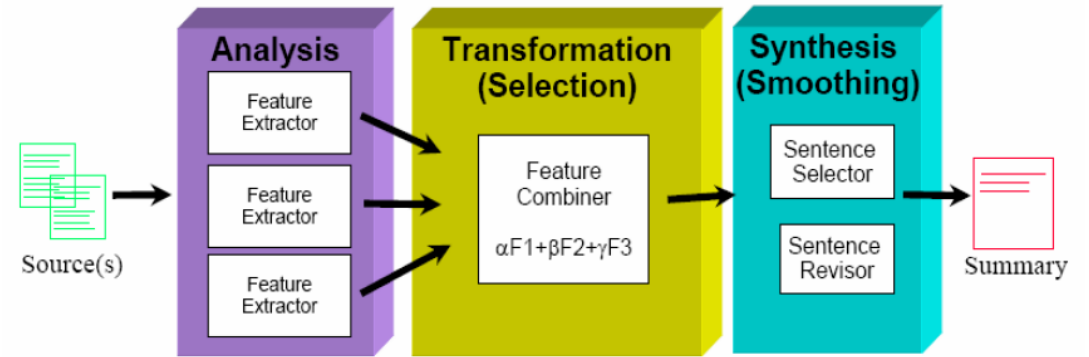 Source(s)
Analysis
Feature
Extractor
Feature
Extractor
Feature
Extractor
Transformation
(Selection)
Feature
Combiner
αF1+βF2+γF3
Synthesis
(Smoothing)
Sentence
Selector
Sentence
Revisor
Summary